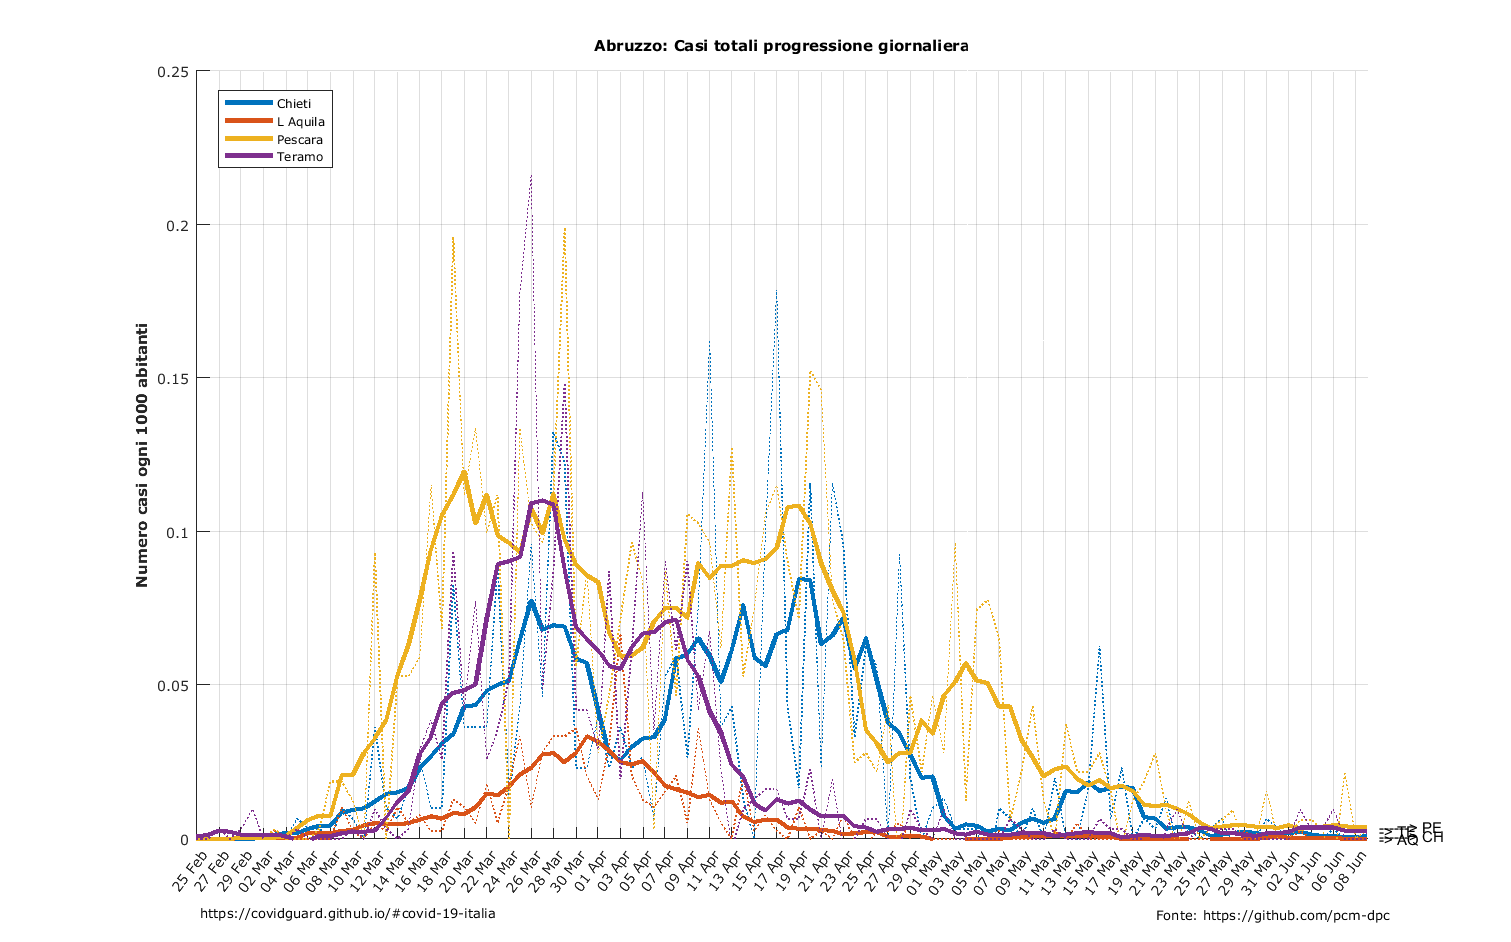 Abruzzo: Casi totali progressione giornaliera
Numero casi ogni 1000 abitanti
0.25
0.2
0.15
0.1
0.05
0
Chieti
L Aquila
Pescara
Teramo
25 Feb
27 Feb
29 Feb
02 Mar
04 Mar
06 Mar
08 Mar
10 Mar
12 Mar
14 Mar
16 Mar
18 Mar
20 Mar
22 Mar
24 Mar
26 Mar
28 Mar
30 Mar
01 Apr
03 Apr
05 Apr
07 Apr
09 Apr
11 Apr
13 Apr
15 Apr
17 Apr
19 Apr
21 Apr
23 Apr
25 Apr
27 Apr
29 Apr
01 May
03 May
05 May
07 May
09 May
11 May
13 May
15 May
17 May
19 May
21 May
23 May
25 May
27 May
29 May
31 May
02 Jun
04 Jun
06 Jun
08 Jun
PE
TE
CH
AQ
https://covidguard.github.io/#covid-19-italia
Fonte: https://github.com/pcm-dpc